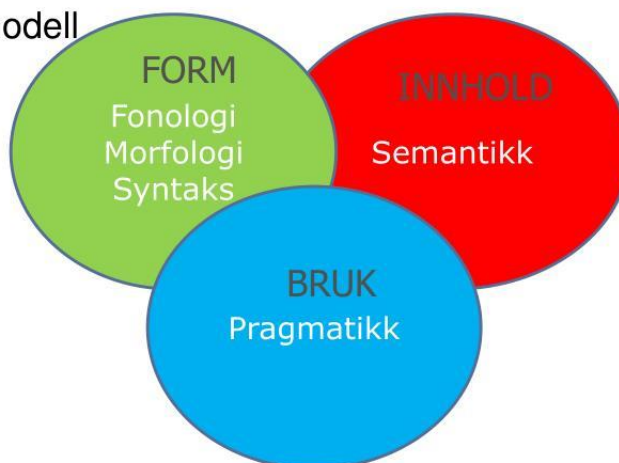 odell
FORM
Fonologi
Morfologi
Syntaks
INNHOLD
Semantikk
BRUK
Pragmatikk